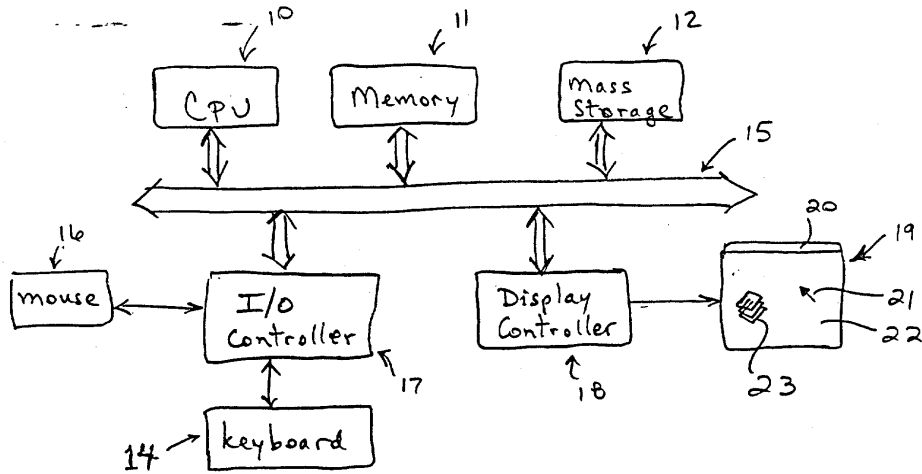 10
11
12
CPU
Memory
Mass
Storage
15
16
20
19
mouse
I/O
Controller
Display
Controller
21
22
23
17
18
14
keyboard